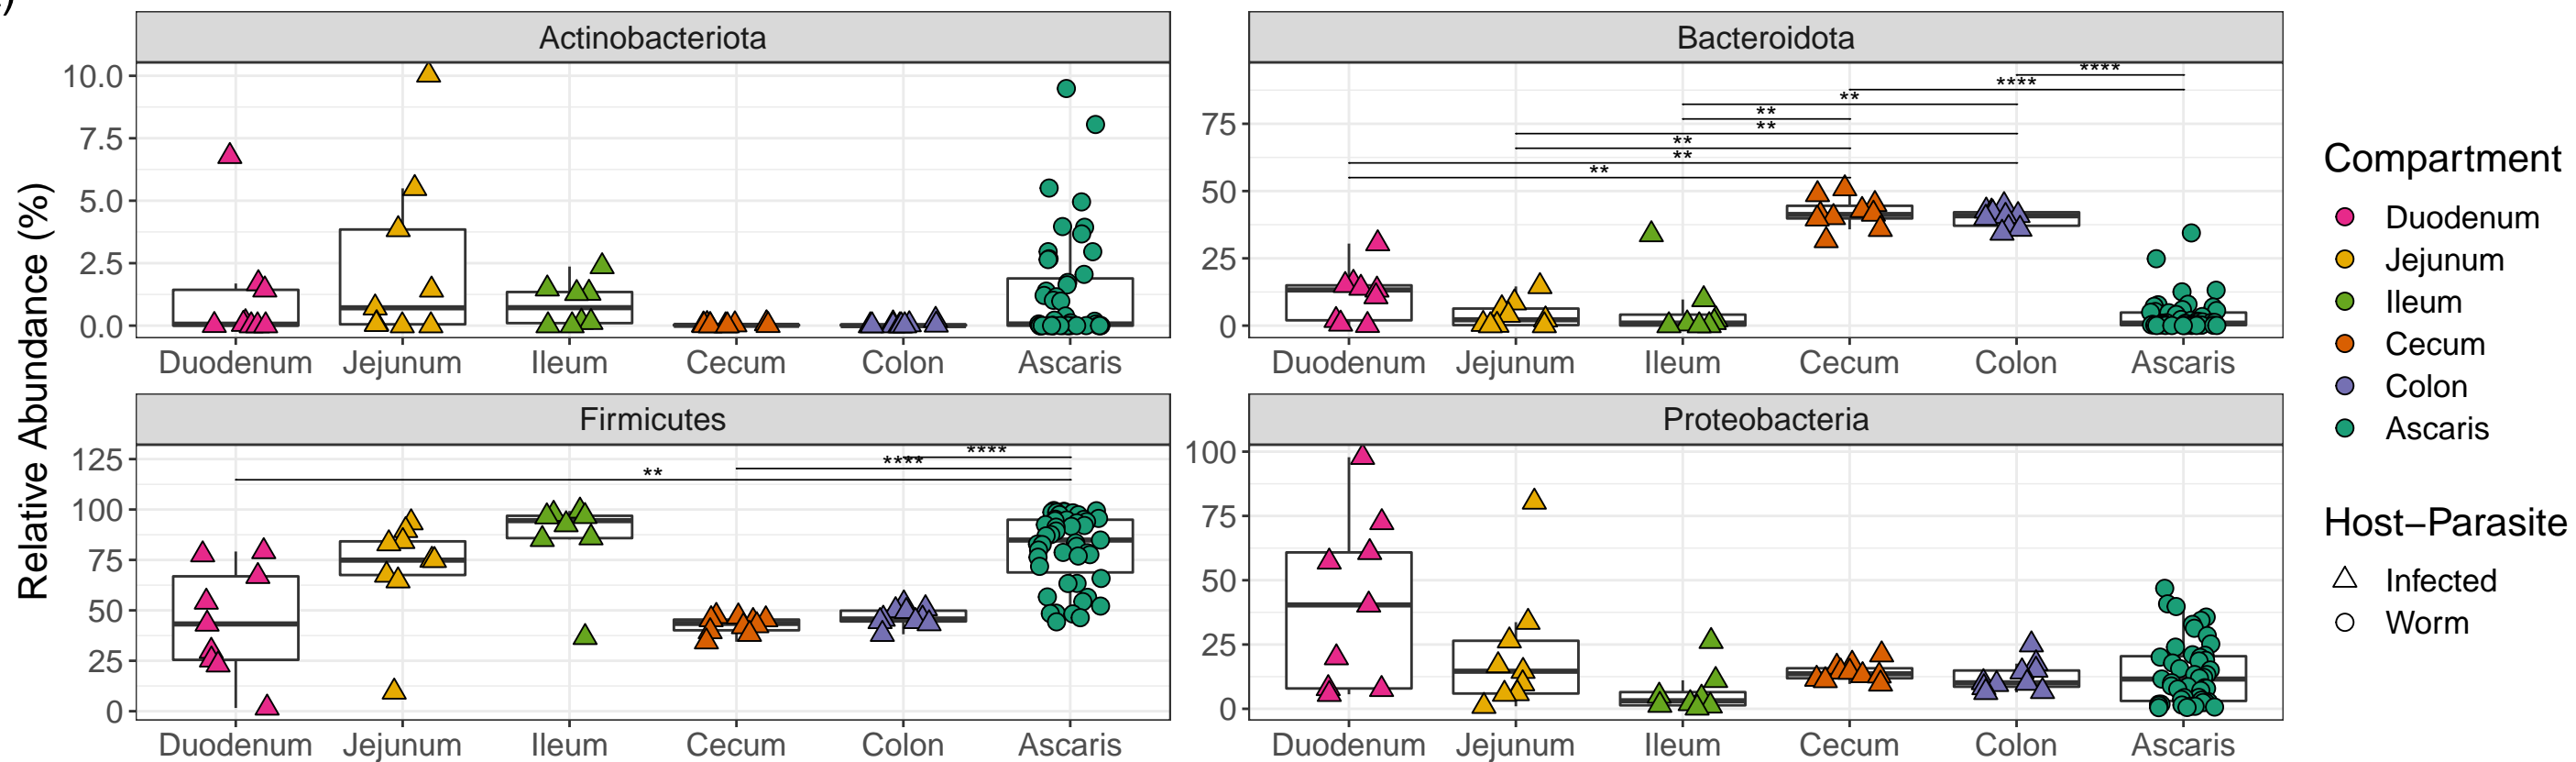 )
Actinobacteriota
Bacteroidota
10.0
7.5
5.0
2.5
0.0
Duodenum Jejunum Ileum Cecum Colon Ascaris
75
50
25
0
** ** ** ** ** ** **** ****
Duodenum Jejunum Ileum Cecum Colon Ascaris
Relative Abundance (%)
Firmicutes
Proteobacteria
125
100
75
50
25
0
** **** ****
Duodenum Jejunum Ileum Cecum Colon Ascaris
100
75
50
25
0
Duodenum Jejunum Ileum Cecum Colon Ascaris
Compartment
Duodenum
Jejunum
Ileum
Cecum
Colon
Ascaris
Host−Parasite
Infected
Worm